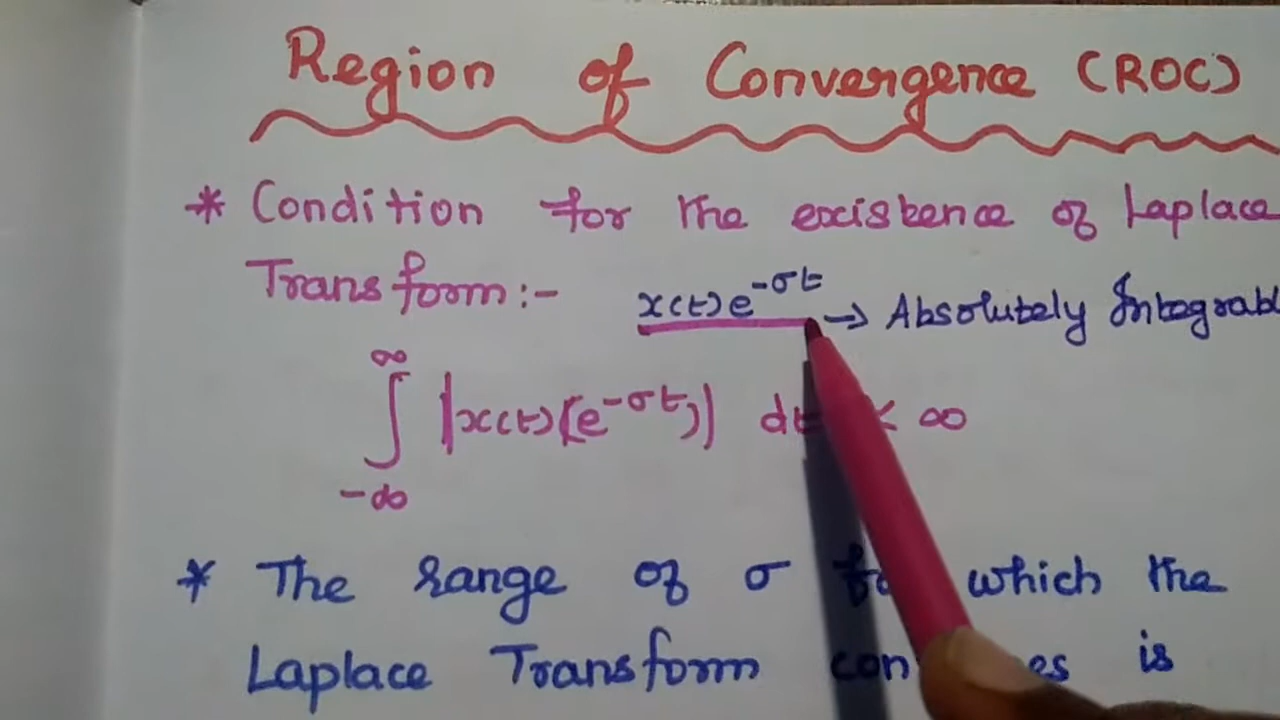 Region of Convergence (ROC)
* Condition for the existence of Laplace
Transform :-
x(t)e^-σt → Absolutely
∞
∫ |x(t)(e^-σt)| dt < ∞
-∞
* The range of σ which the
Laplace Transform is